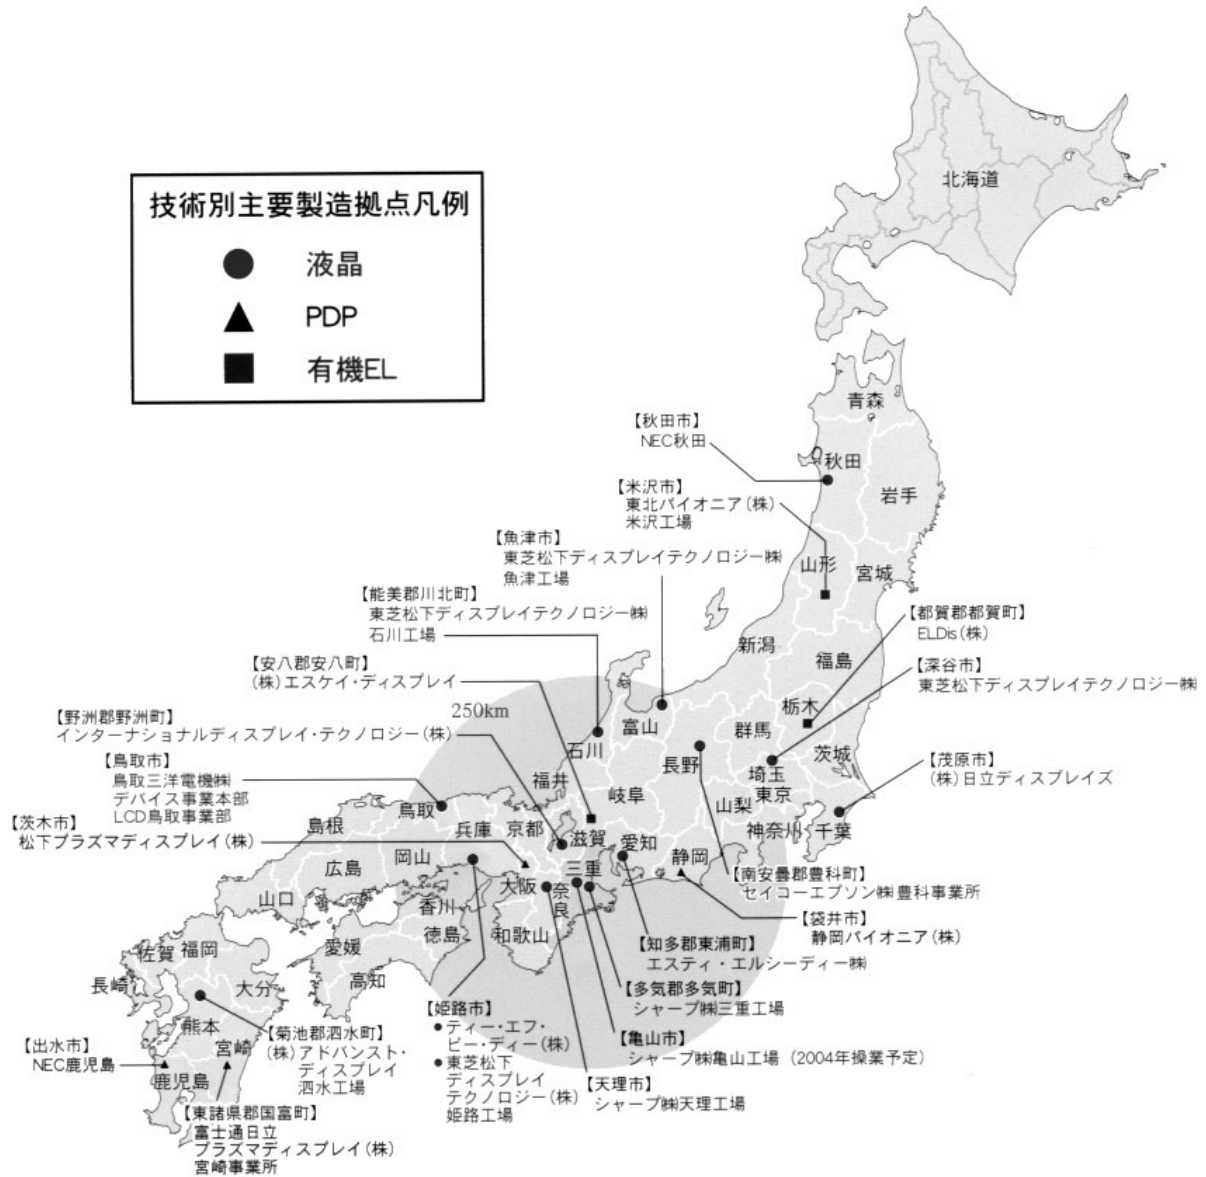 技術別主要製造拠点凡例
液晶
PDP
有機EL
北海道
青森
秋田
岩手
山形
宮城
新潟
福島
栃木
群馬
茨城
富山
石川
長野
埼玉
東京
福井
岐阜
山梨
神奈川
千葉
鳥取
兵庫
京都
滋賀
愛知
静岡
島根
岡山
三重
広島
大阪
奈良
山口
香川
徳島
和歌山
愛媛
高知
佐賀
福岡
長崎
大分
熊本
宮崎
鹿児島
250km
【秋田市】
NEC秋田
【米沢市】
東北パイオニア(株)
米沢工場
【魚津市】
東芝松下ディスプレイテクノロジー㈱
魚津工場
【能美郡川北町】
東芝松下ディスプレイテクノロジー㈱
石川工場
【安八郡安八町】
(株)エスケイ・ディスプレイ
【野洲郡野洲町】
インターナショナルディスプレイ・テクノロジー(株)
【鳥取市】
鳥取三洋電機㈱
デバイス事業本部
LCD鳥取事業部
【茨木市】
松下プラズマディスプレイ(株)
【都賀郡都賀町】
ELDis(株)
【深谷市】
東芝松下ディスプレイテクノロジー㈱
【茂原市】
(株)日立ディスプレイズ
【南安曇郡豊科町】
セイコーエプソン㈱豊科事業所
【袋井市】
静岡パイオニア(株)
【知多郡東浦町】
エスティ・エルシーディー㈱
【多気郡多気町】
シャープ㈱三重工場
【亀山市】
シャープ㈱亀山工場(2004年操業予定)
【天理市】
シャープ㈱天理工場
【姫路市】
●ティー・エフ・
ピー・ディー(株)
●東芝松下
ディスプレイ
テクノロジー(株)
姫路工場
【菊池郡泗水町】
(株)アドバンスト・
ディスプレイ
泗水工場
【出水市】
NEC鹿児島
【東諸県郡国富町】
富士通日立
プラズマディスプレイ(株)
宮崎事業所